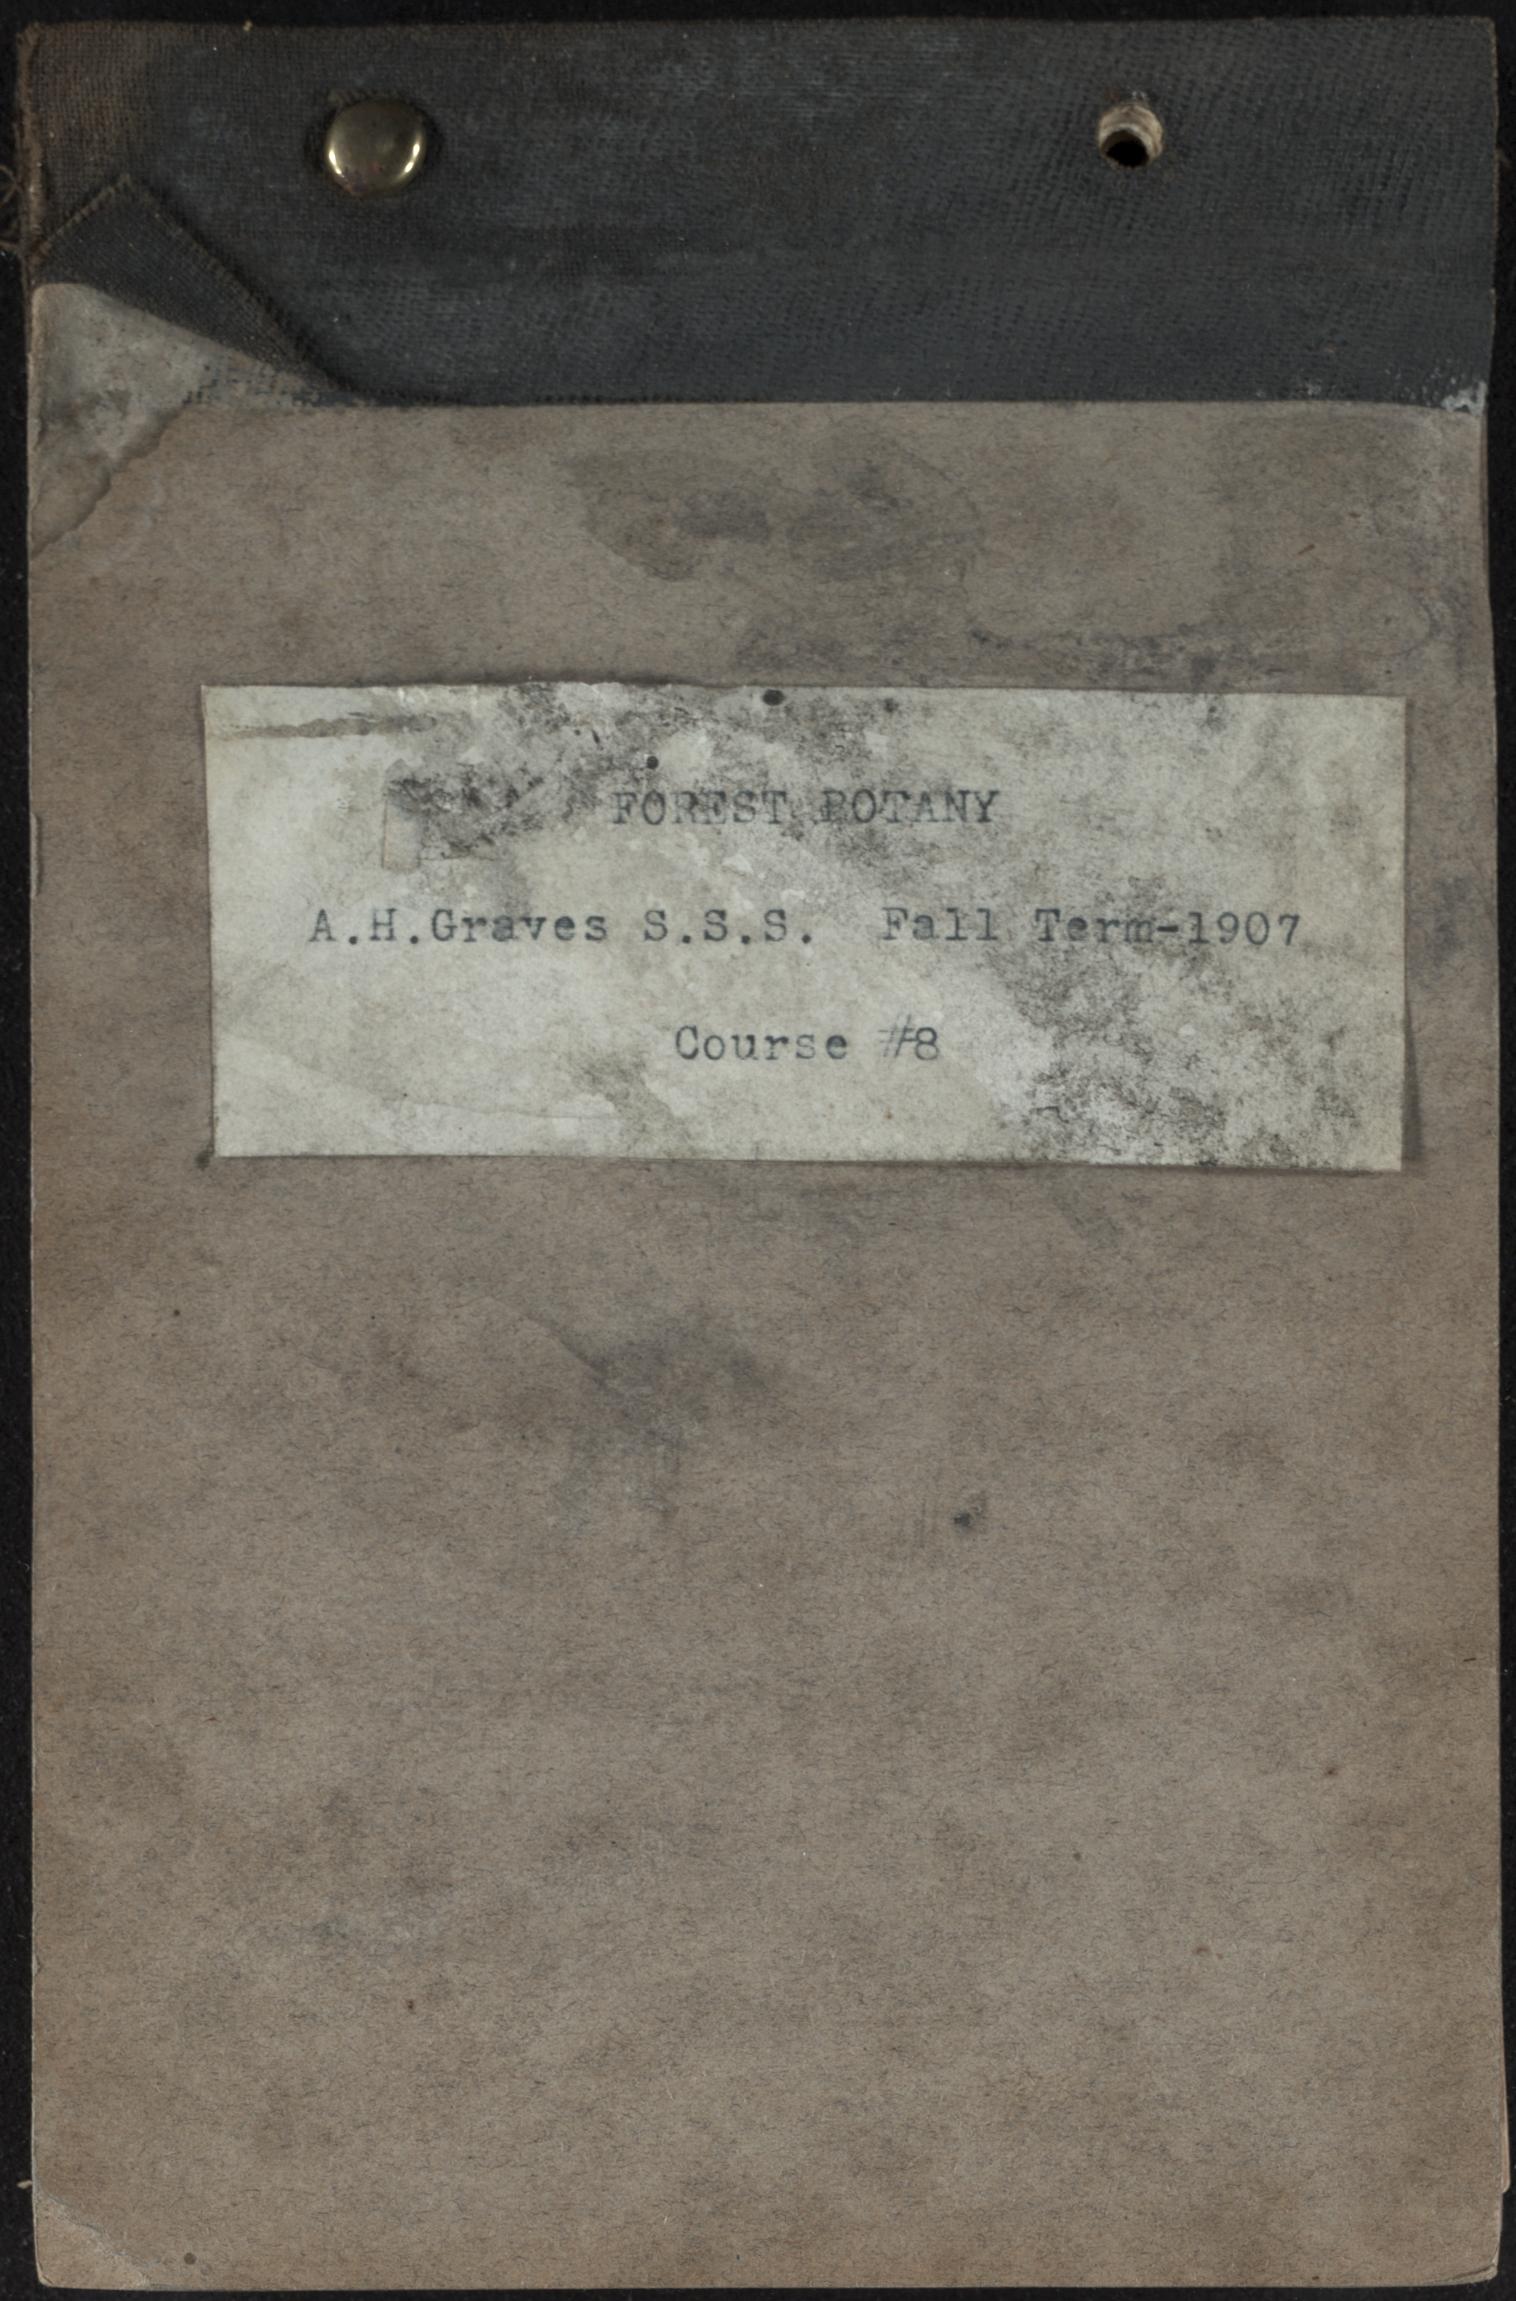 FOREST BOTANY
A.H.Graves S.S.S. Fall Term-1907
Course #8